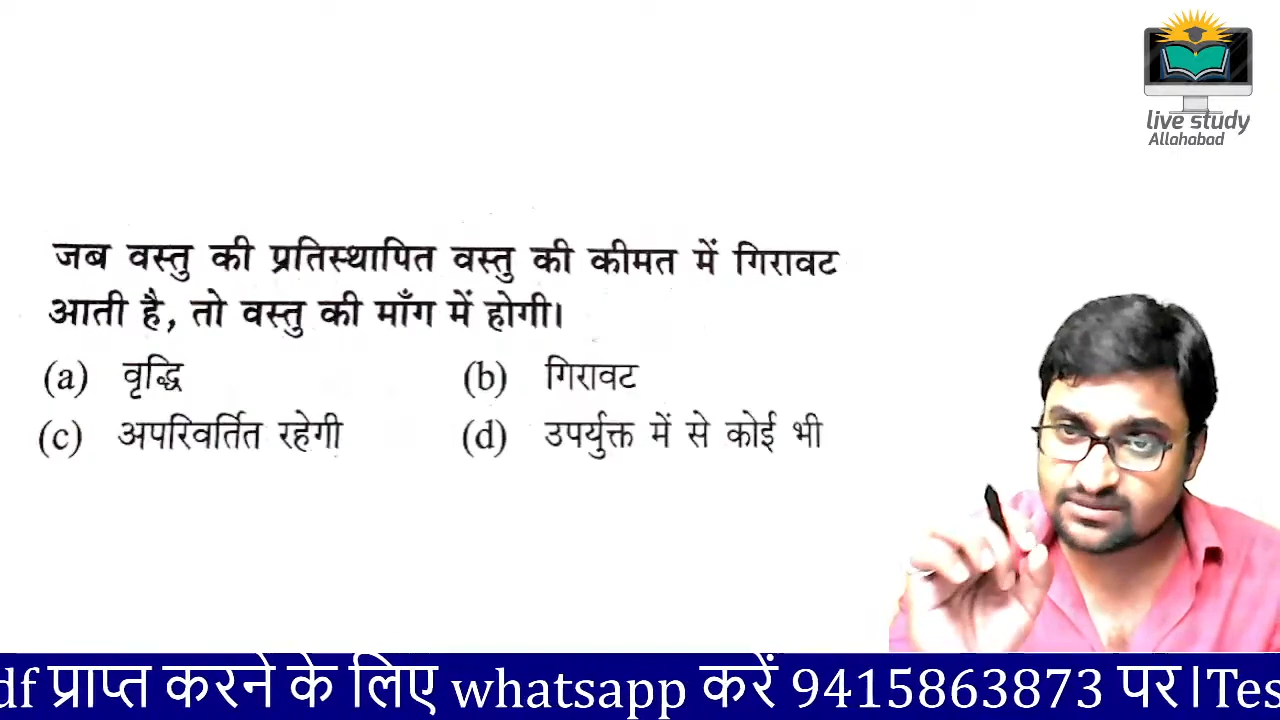 live study
Allahabad
जब वस्तु की प्रतिस्थापित वस्तु की कीमत में गिरावट
आती है, तो वस्तु की माँग में होगी।
(a) वृद्धि (b) गिरावट
(c) अपरिवर्तित रहेगी (d) उपर्युक्त में से कोई भी
df प्राप्त करने के लिए whatsapp करें 9415863873 पर।Tes